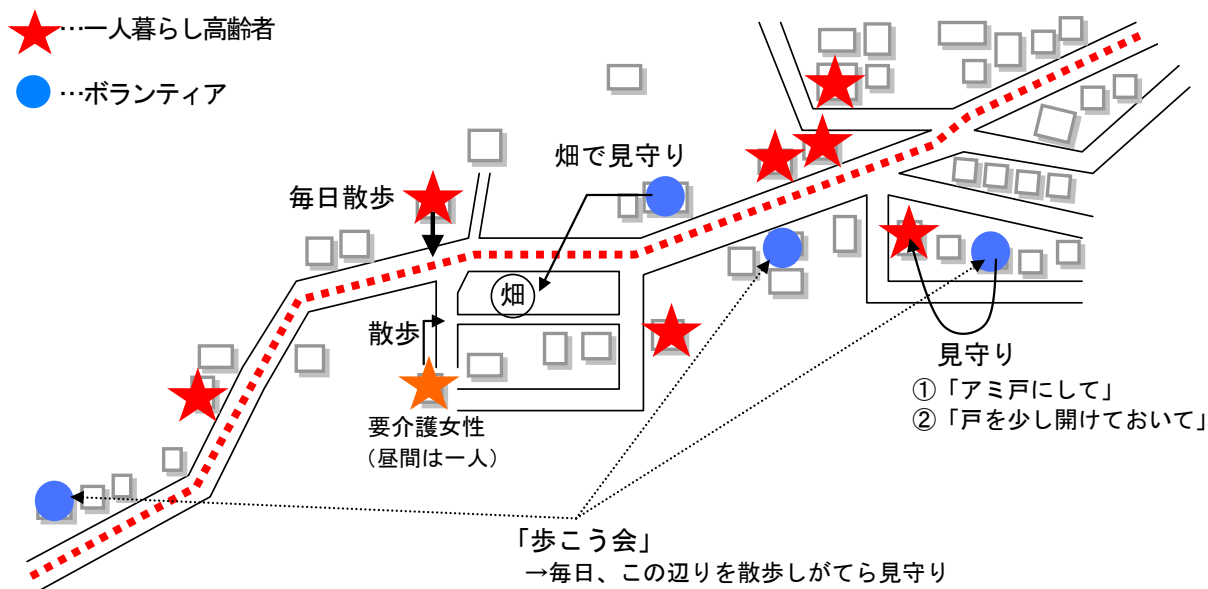 …一人暮らし高齢者
…ボランティア
畑で見守り
毎日散歩
畑
散歩
見守り
①「アミ戸にして」
②「戸を少し開けておいて」
要介護女性
（昼間は一人）
「歩こう会」
→毎日、この辺りを散歩しがてら見守り